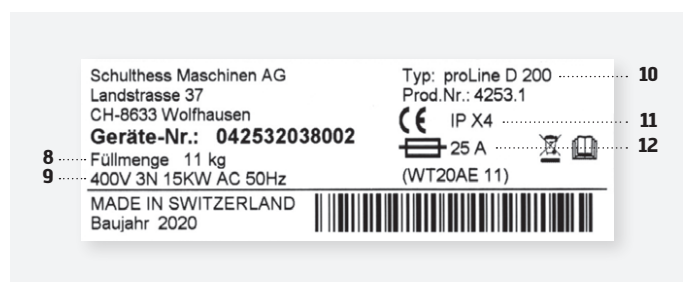 Schulthess Maschinen AG
Landstrasse 37
CH-8633 Wolfhausen
Geräte-Nr.: 042532038002
8 Füllmenge 11 kg
9 400V 3N 15KW AC 50Hz
MADE IN SWITZERLAND
Baujahr 2020
Typ: proLine D 200 10
Prod.Nr.: 4253.1
CE IP X4 11
25 A 12
(WT20AE 11)